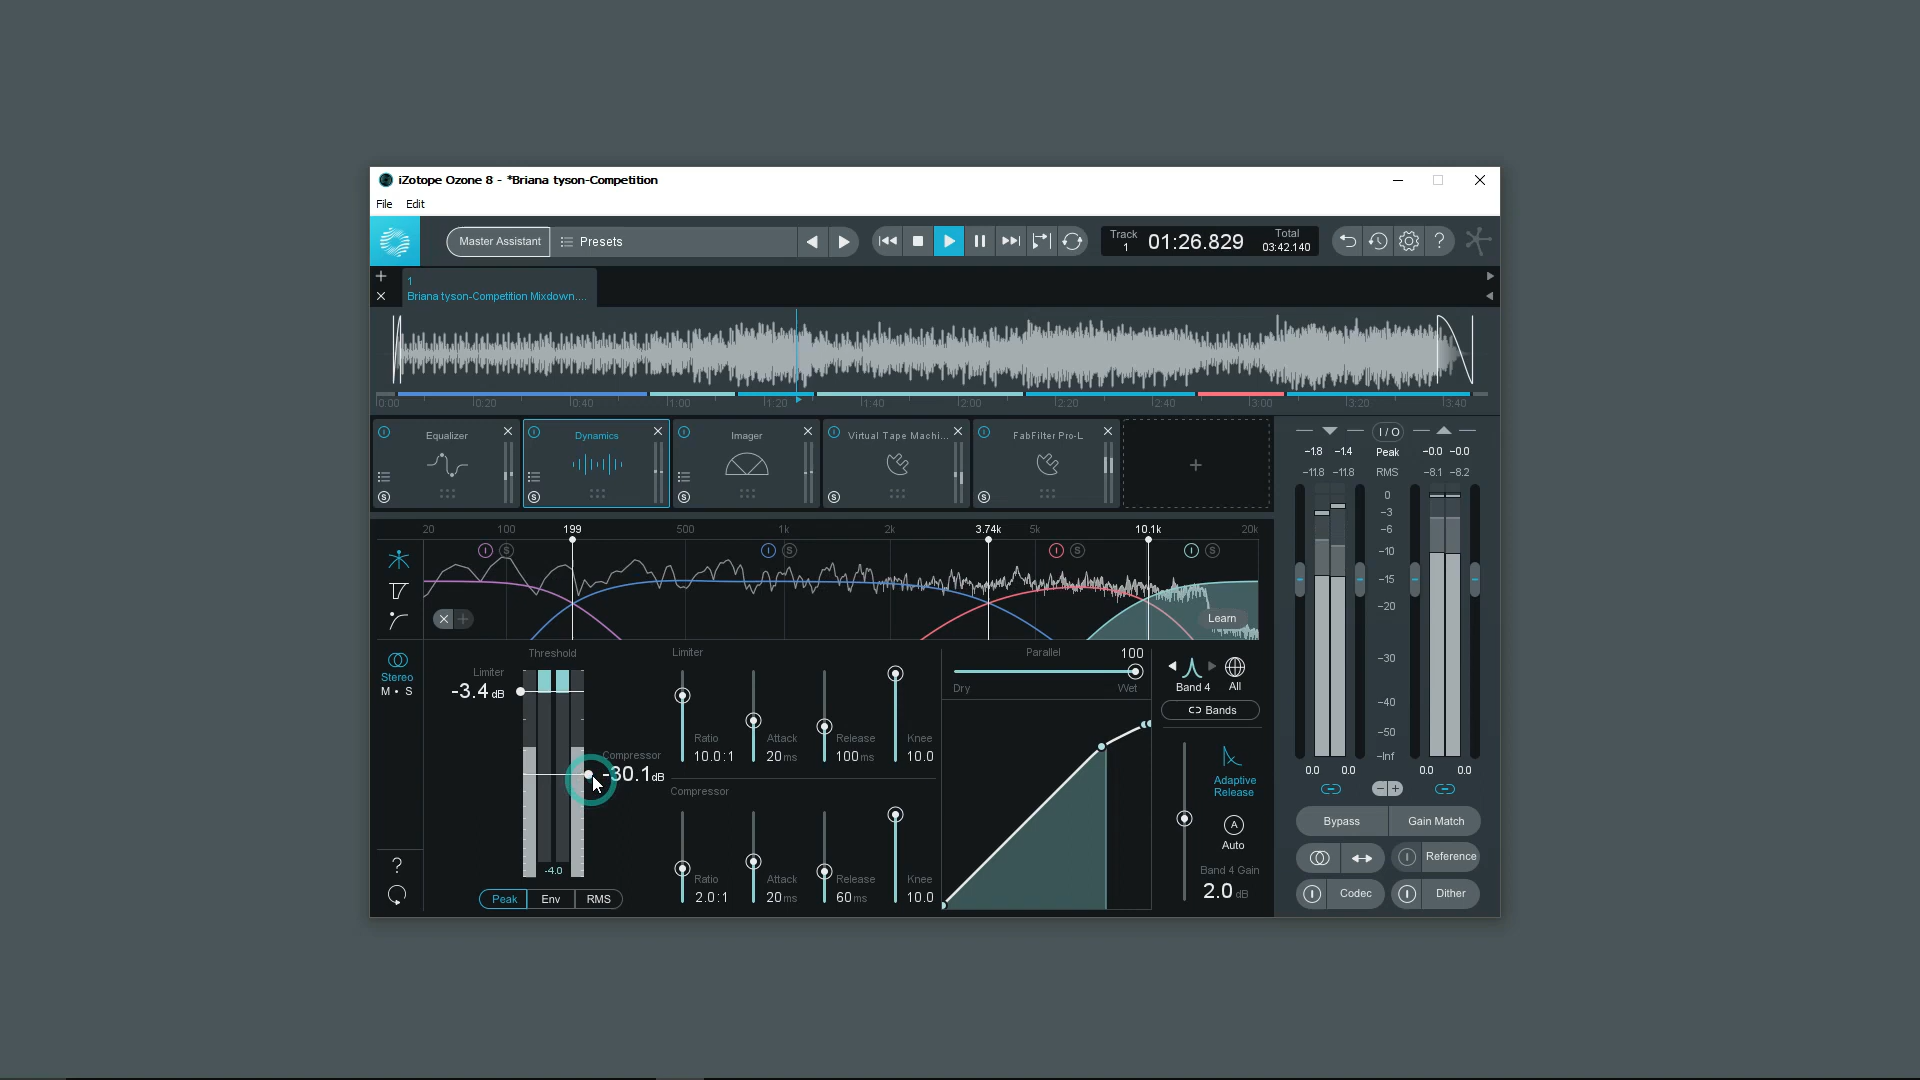 iZotope Ozone 8 - *Briana tyson-Competition
File Edit
Master Assistant Presets Track 1 01:26.829 Total 03:42.140 ?
1
Briana tyson-Competition Mixdown....
0:00 0:20 0:40 1:00 1:20 1:40 2:00 2:20 2:40 3:00 3:20 3:40
Equalizer Dynamics Imager Virtual Tape Machi... FabFilter Pro-L
S S S S S
I / O
-1.8 -1.4 Peak -0.0 -0.0
-11.8 -11.8 RMS -8.1 -8.2
0
-3
-6
-10
-15
-20
-30
-40
-50
-Inf
0.0 0.0 0.0 0.0
20 100 199 500 1k 2k 3.74k 5k 10.1k 20k
S S S S
Learn
Stereo
M • S
?
Threshold
Limiter
-3.4 dB
Compressor
-30.1 dB
-4.0
Peak Env RMS
Limiter
Ratio Attack Release Knee
10.0:1 20 ms 100 ms 10.0
Compressor
Ratio Attack Release Knee
2.0:1 20 ms 60 ms 10.0
Parallel 100
Dry Wet
Band 4 All
Bands
Adaptive
Release
A
Auto
Band 4 Gain
2.0 dB
Bypass Gain Match
Reference
Codec Dither